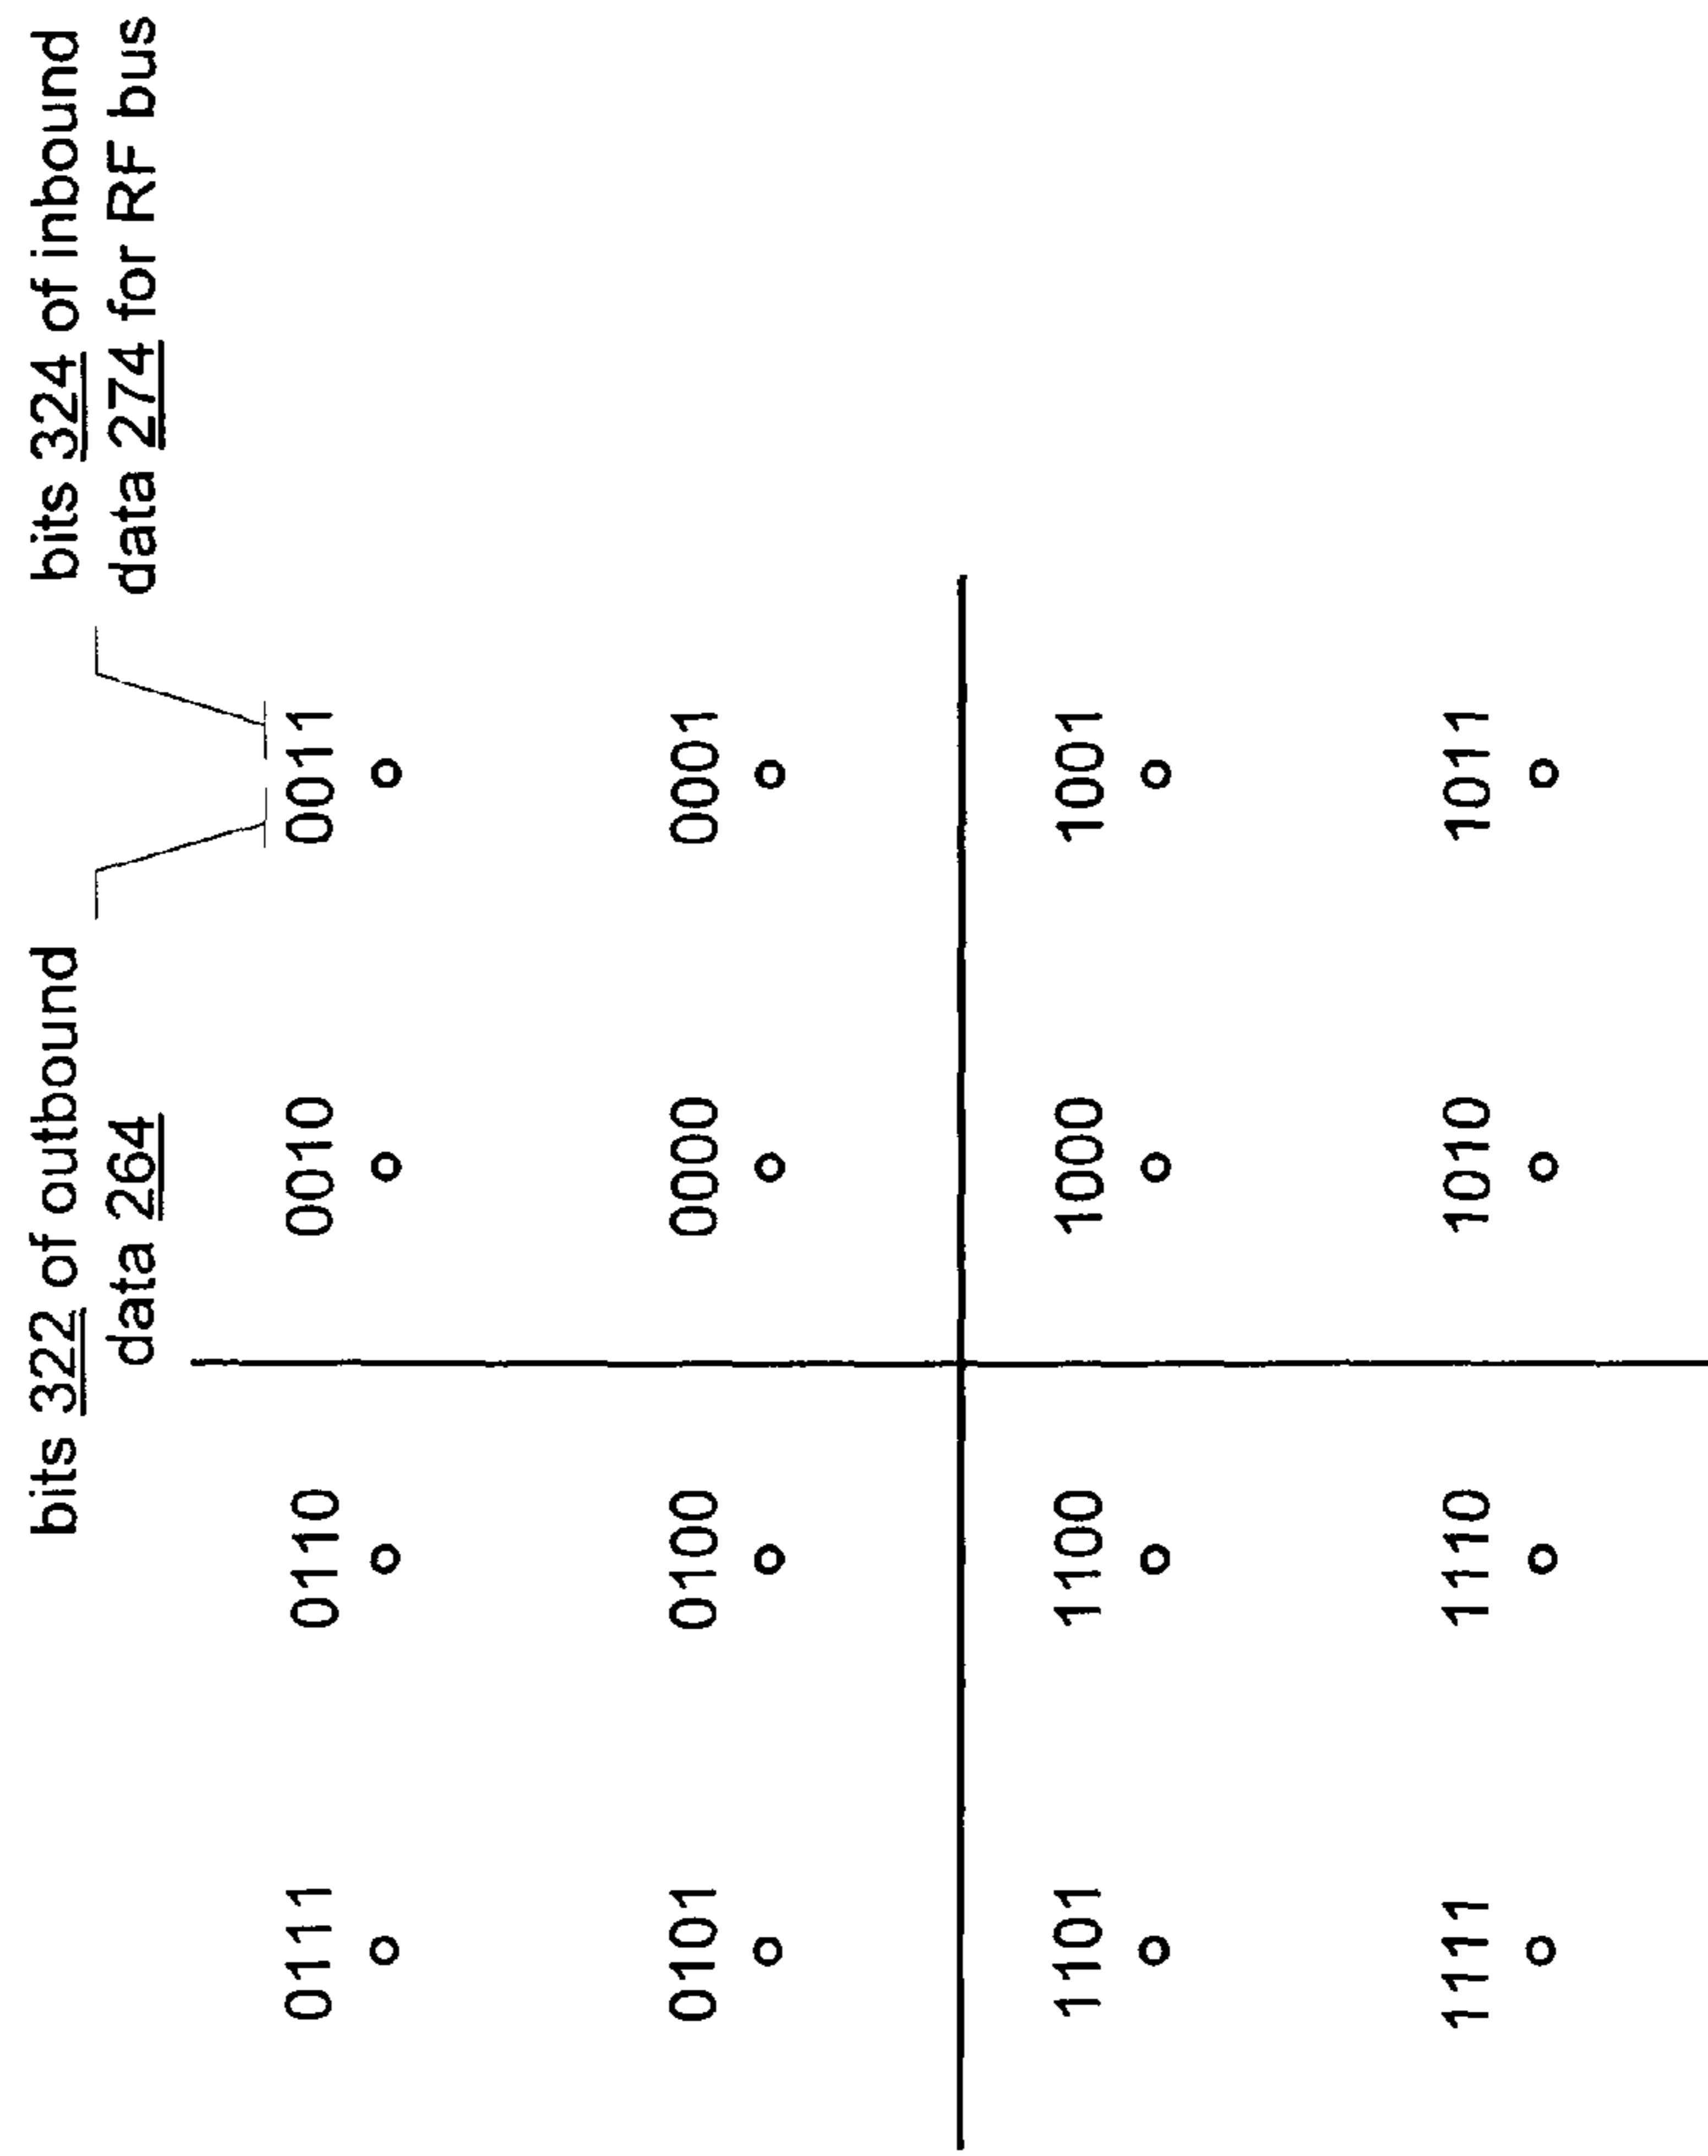 bits 322 of outbound
data 264
bits 324 of inbound
data 274 for RF bus
0111 0110 0010 0011
0101 0100 0000 0001
1101 1100 1000 1001
1111 1110 1010 1011